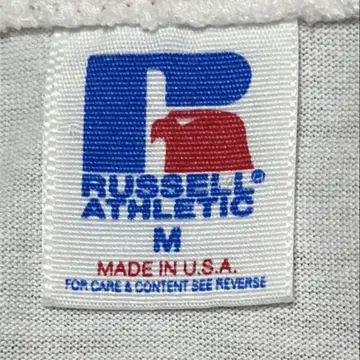 RUSSELL®
ATHLETIC
M
MADE IN U.S.A.
FOR CARE & CONTENT SEE REVERSE